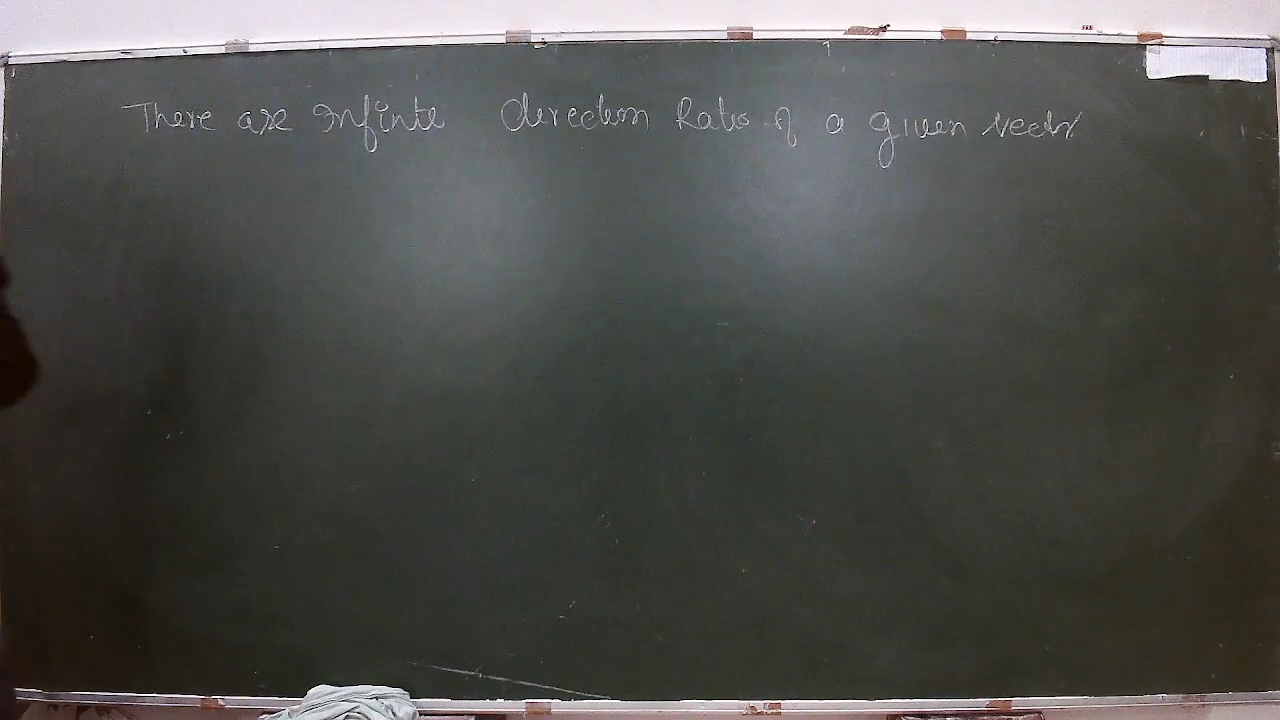 There are Infinite direction Ratio of a given vector